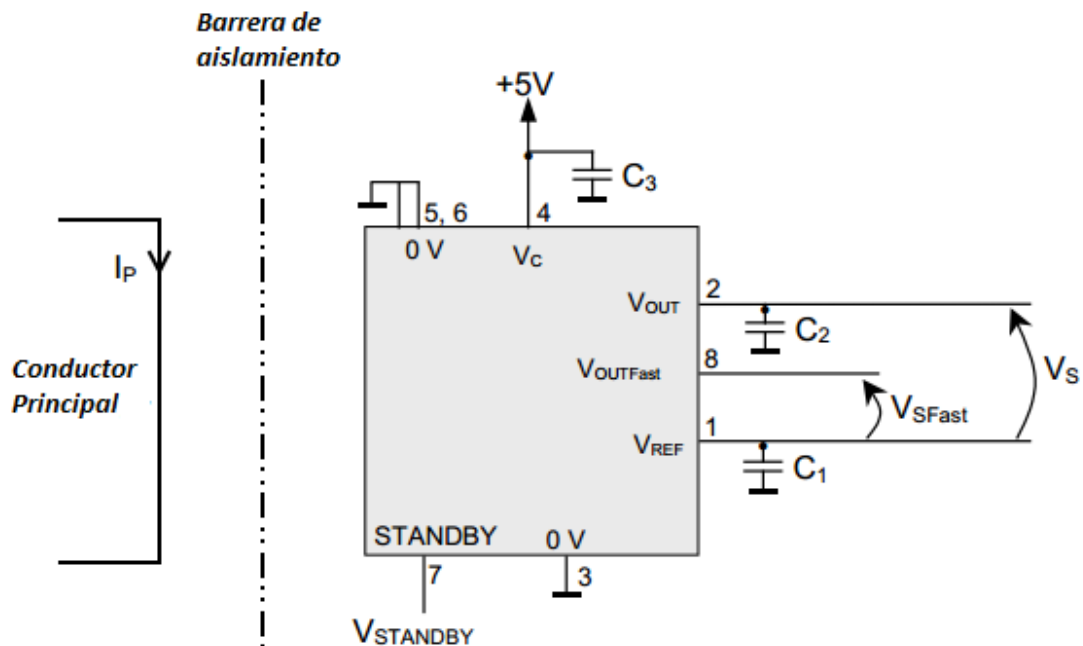 Barrera de
aislamiento
+5V
C3
5, 6
4
0 V
VC
IP
VOUT
2
C2
Conductor
Principal
VOUTFast
8
VS
VSFast
VREF
1
C1
STANDBY
0 V
7
3
VSTANDBY